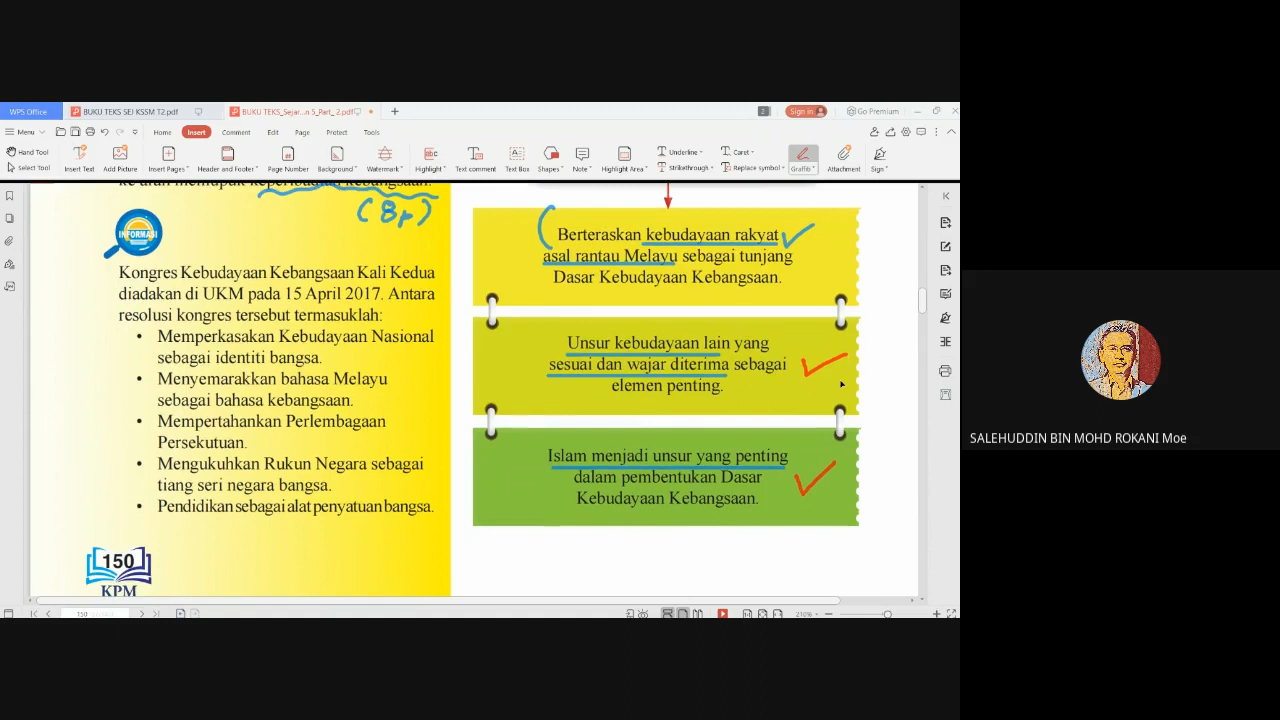 WPS Office
BUKU TEKS SEJ KSSM T2.pdf
BUKU TEKS_Sejar...n 5_Part_ 2.pdf
2
Sign in
Go Premium
Menu
Home
Insert
Comment
Edit
Page
Protect
Tools
Hand Tool
Select Tool
Insert Text
Add Picture
Insert Pages
Page Number
Header and Footer
Background
Watermark
Highlight
Text comment
Text Box
Shapes
Note
Highlight Area
Underline
Strikethrough
Caret
Replace symbol
Graffiti
Attachment
Sign
ke arah memupuk keperibadian kebangsaan.
(BP)
INFORMASI
Kongres Kebudayaan Kebangsaan Kali Kedua
diadakan di UKM pada 15 April 2017. Antara
resolusi kongres tersebut termasuklah:
• Memperkasakan Kebudayaan Nasional
sebagai identiti bangsa.
• Menyemarakkan bahasa Melayu
sebagai bahasa kebangsaan.
• Mempertahankan Perlembagaan
Persekutuan.
• Mengukuhkan Rukun Negara sebagai
tiang seri negara bangsa.
• Pendidikan sebagai alat penyatuan bangsa.
150
KPM
Berteraskan kebudayaan rakyat
asal rantau Melayu sebagai tunjang
Dasar Kebudayaan Kebangsaan.
Unsur kebudayaan lain yang
sesuai dan wajar diterima sebagai
elemen penting.
Islam menjadi unsur yang penting
dalam pembentukan Dasar
Kebudayaan Kebangsaan.
150
210%
SALEHUDDIN BIN MOHD ROKANI Moe